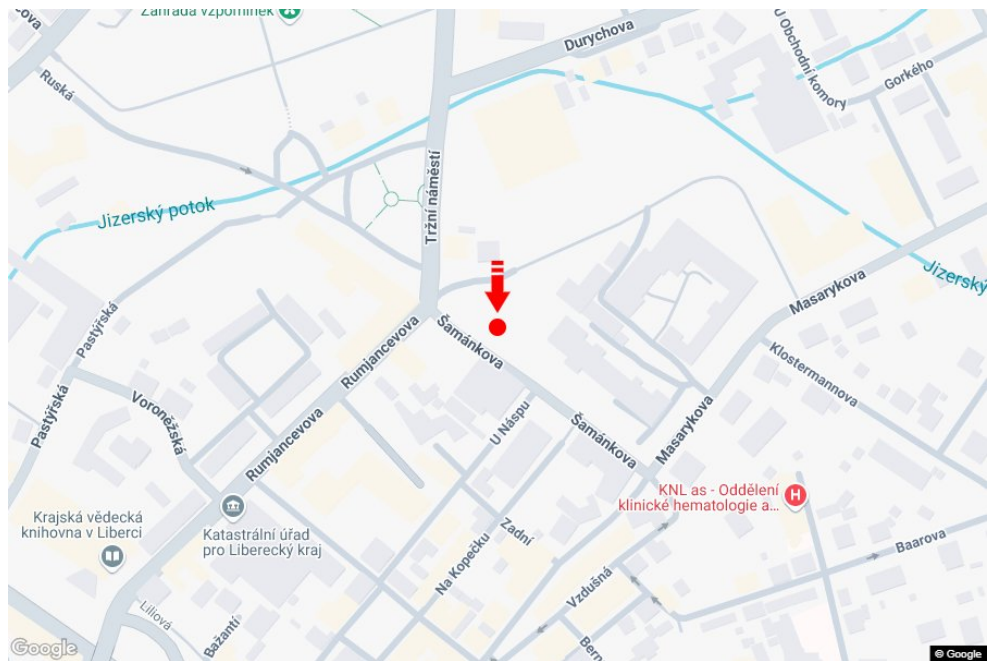 Zahrada vzpomínek
Durychova
U Obchodní komory
Gorkého
Ruská
Jizerský potok
Tržní náměstí
Jizerský
Masarykova
Pastýřská
Rumjancevova
Šamánkova
Klostermannova
Pastýřská
Voroněžská
Rumjancevova
U Náspu
Šamánkova
Masarykova
KNL as - Oddělení
klinické hematologie a...
Krajská vědecká
knihovna v Liberci
Katastrální úřad
pro Liberecký kraj
Zadní
Na Kopečku
Baarova
Vzdušná
Liliová
Bažantí
Google
© Google